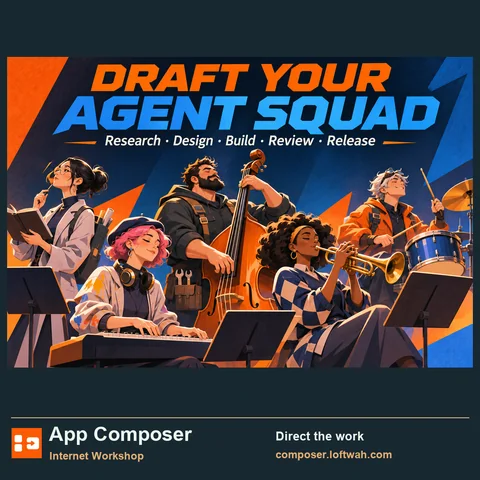 DRAFT YOUR
AGENT SQUAD
Research · Design · Build · Review · Release
App Composer
Internet Workshop
Direct the work
composer.loftwah.com